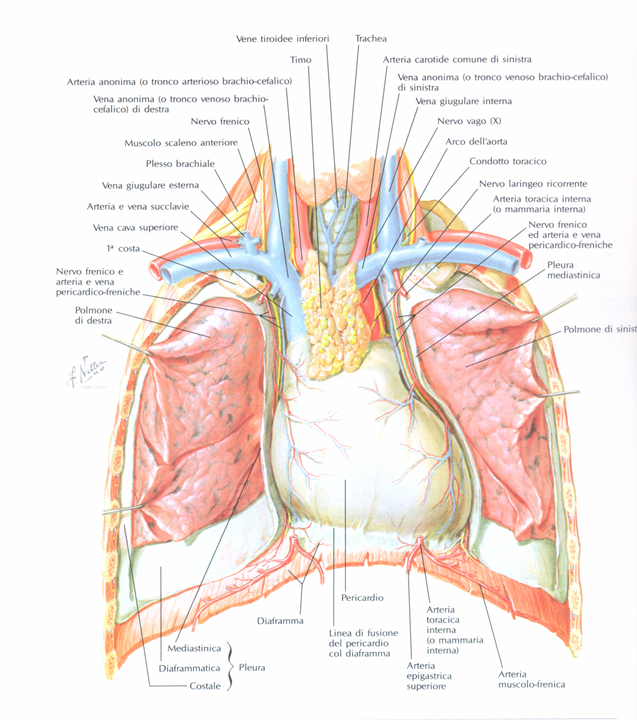 Vene tiroidee inferiori
Trachea
Timo
Arteria carotide comune di sinistra
Arteria anonima (o tronco arterioso brachio-cefalico)
Vena anonima (o tronco venoso brachio-cefalico)
di sinistra
Vena anonima (o tronco venoso brachio-
cefalico) di destra
Vena giugulare interna
Nervo frenico
Nervo vago (X)
Muscolo scaleno anteriore
Arco dell'aorta
Plesso brachiale
Condotto toracico
Vena giugulare esterna
Nervo laringeo ricorrente
Arteria e vena succlavie
Arteria toracica interna
(o mammaria interna)
Vena cava superiore
Nervo frenico
ed arteria e vena
pericardico-freniche
1ª costa
Pleura
mediastinica
Nervo frenico e
arteria e vena
pericardico-freniche
Polmone
di destra
Polmone di sinist
F. Netter
Pericardio
Diaframma
Linea di fusione
del pericardio
col diaframma
Arteria
toracica
interna
(o mammaria
interna)
Arteria
epigastrica
superiore
Arteria
muscolo-frenica
Mediastinica
Diaframmatica
Costale
Pleura